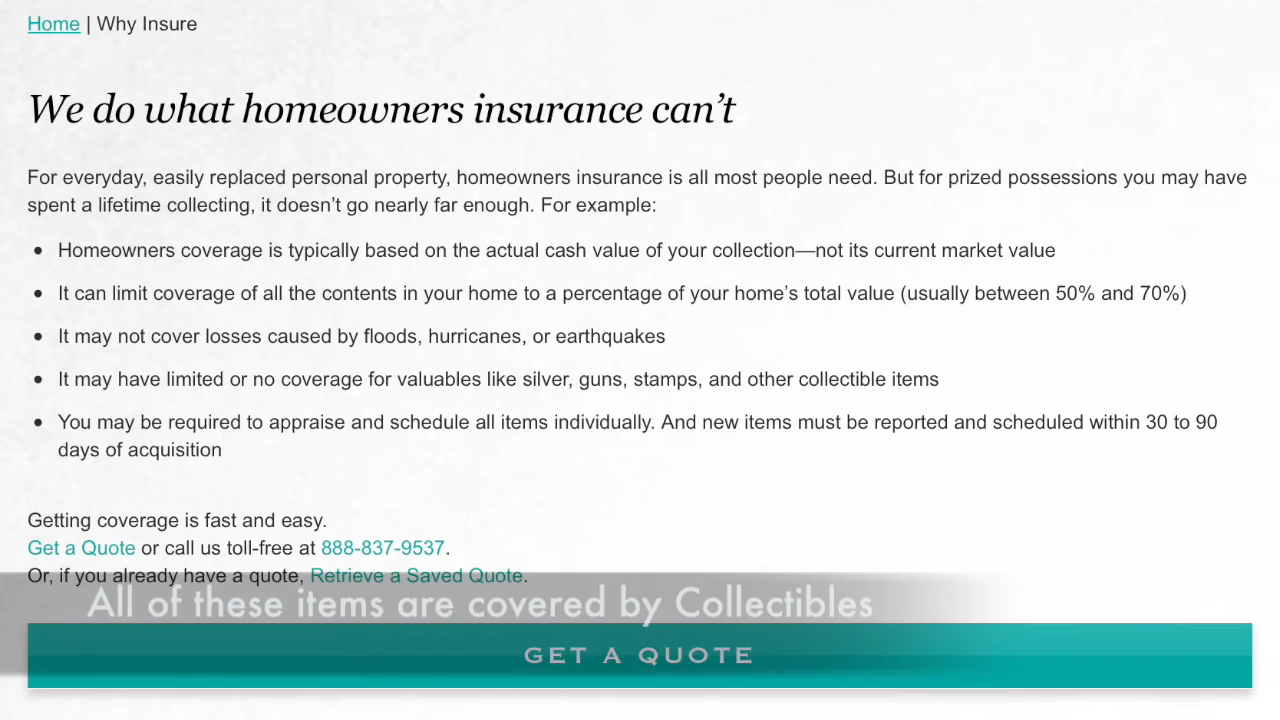 Home | Why Insure
We do what homeowners insurance can’t
For everyday, easily replaced personal property, homeowners insurance is all most people need. But for prized possessions you may have
spent a lifetime collecting, it doesn’t go nearly far enough. For example:
• Homeowners coverage is typically based on the actual cash value of your collection—not its current market value
• It can limit coverage of all the contents in your home to a percentage of your home’s total value (usually between 50% and 70%)
• It may not cover losses caused by floods, hurricanes, or earthquakes
• It may have limited or no coverage for valuables like silver, guns, stamps, and other collectible items
• You may be required to appraise and schedule all items individually. And new items must be reported and scheduled within 30 to 90
days of acquisition
Getting coverage is fast and easy.
Get a Quote or call us toll-free at 888-837-9537.
Or, if you already have a quote, Retrieve a Saved Quote.
All of these items are covered by Collectibles
GET A QUOTE